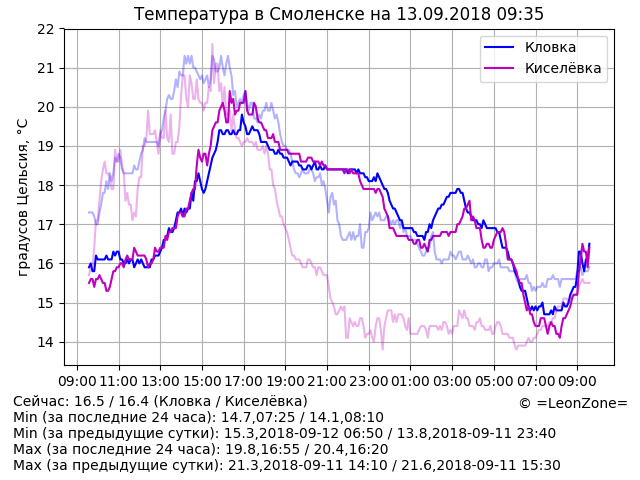 Температура в Смоленске на 13.09.2018 09:35
22
21
20
19
18
17
16
15
14
градусов Цельсия, °C
Кловка
Киселёвка
09:00 11:00 13:00 15:00 17:00 19:00 21:00 23:00 01:00 03:00 05:00 07:00 09:00
Сейчас: 16.5 / 16.4 (Кловка / Киселёвка)
© =LeonZone=
Min (за последние 24 часа): 14.7,07:25 / 14.1,08:10
Min (за предыдущие сутки): 15.3,2018-09-12 06:50 / 13.8,2018-09-11 23:40
Max (за последние 24 часа): 19.8,16:55 / 20.4,16:20
Max (за предыдущие сутки): 21.3,2018-09-11 14:10 / 21.6,2018-09-11 15:30